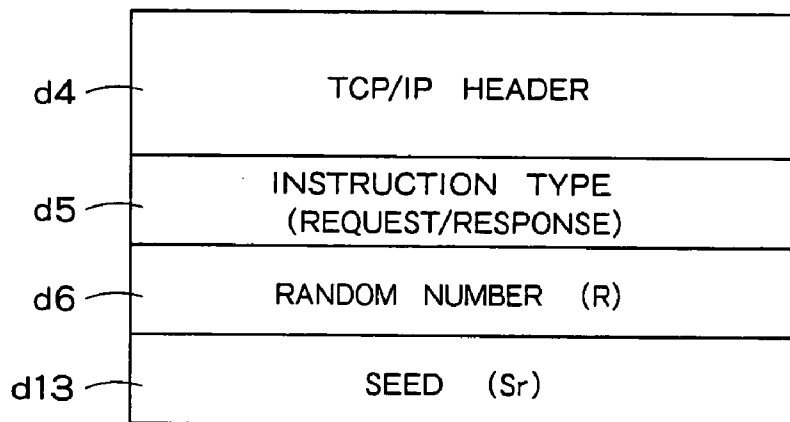 d4 TCP/IP HEADER
d5 INSTRUCTION TYPE
(REQUEST/RESPONSE)
d6 RANDOM NUMBER (R)
d13 SEED (Sr)